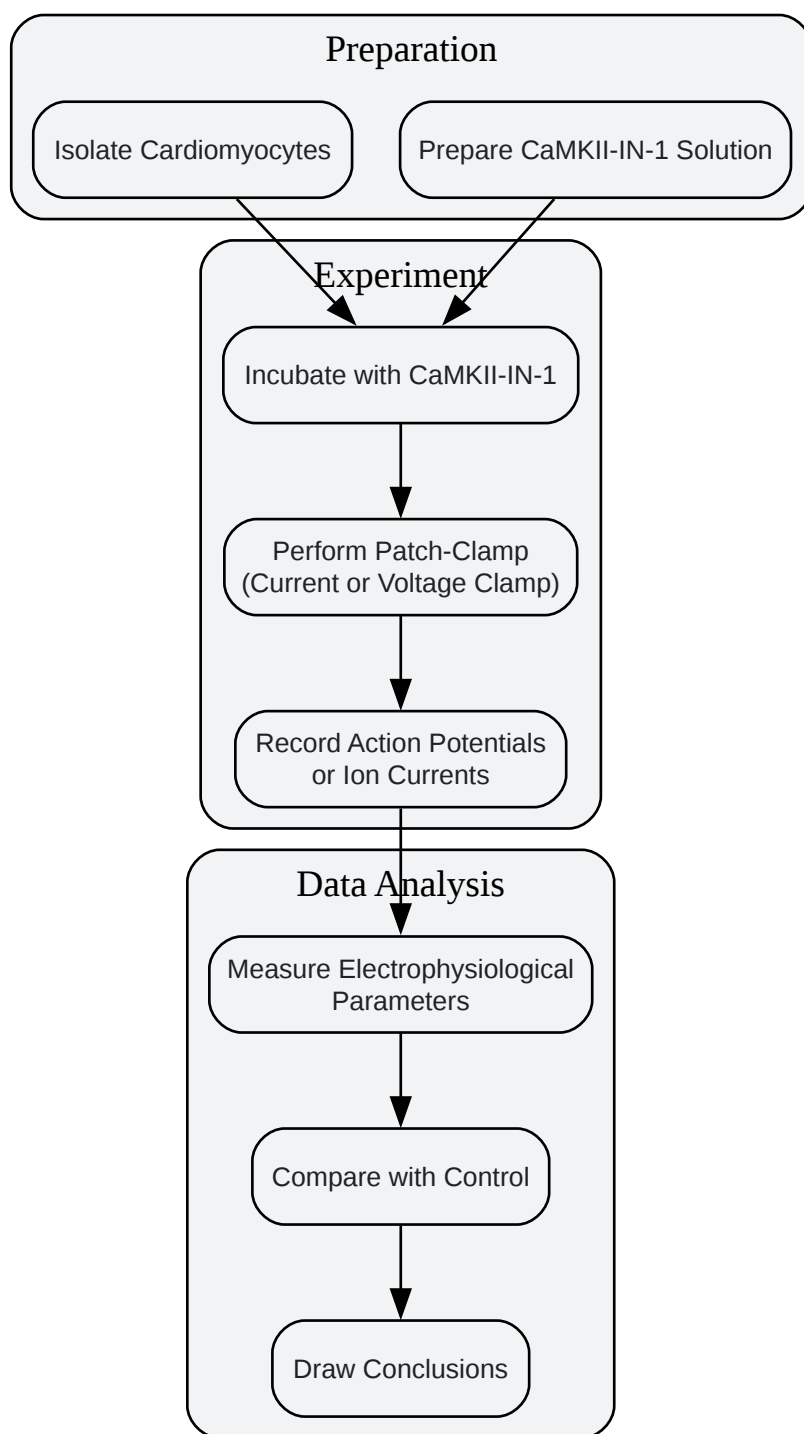 Preparation
Isolate Cardiomyocytes
Prepare CaMKII-IN-1 Solution
Experiment
Incubate with CaMKII-IN-1
Perform Patch-Clamp
(Current or Voltage Clamp)
Record Action Potentials
or Ion Currents
Data Analysis
Measure Electrophysiological
Parameters
Compare with Control
Draw Conclusions